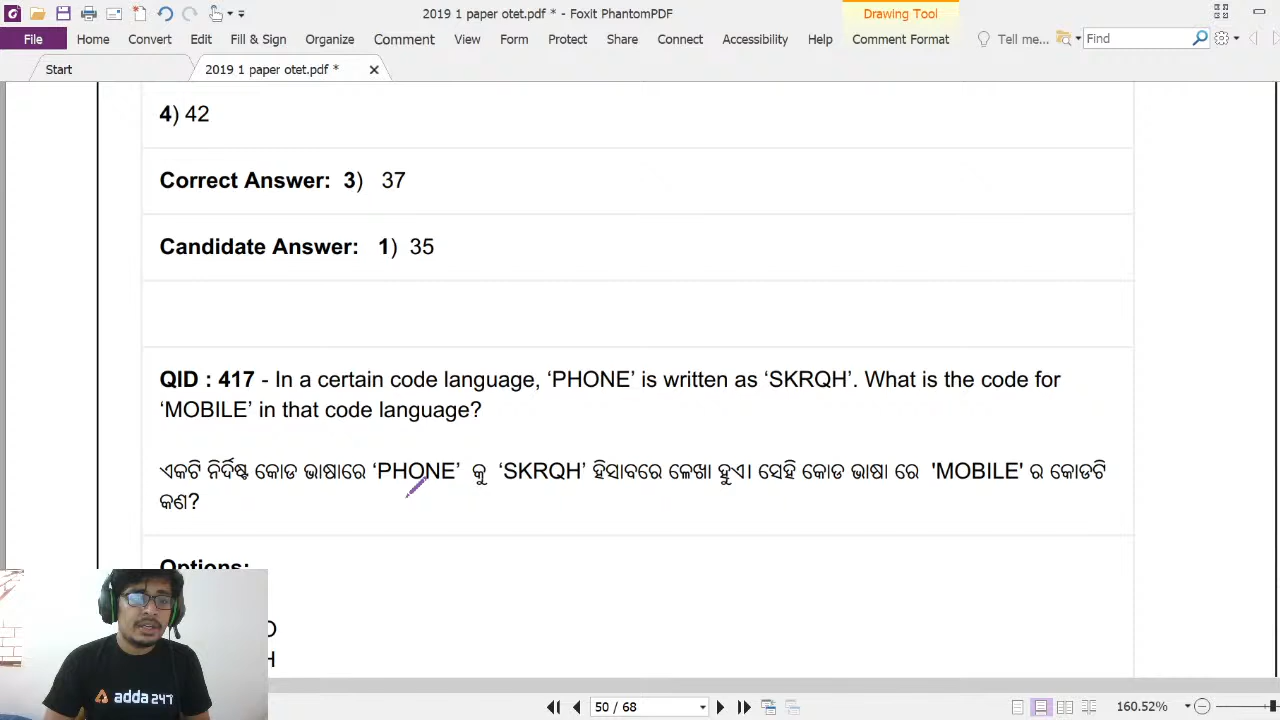 2019 1 paper otet.pdf * - Foxit PhantomPDF
Drawing Tool
File Home Convert Edit Fill & Sign Organize Comment View Form Protect Share Connect Accessibility Help Comment Format Tell me... Find
Start 2019 1 paper otet.pdf *
4) 42
Correct Answer: 3) 37
Candidate Answer: 1) 35
QID : 417 - In a certain code language, ‘PHONE’ is written as ‘SKRQH’. What is the code for
‘MOBILE’ in that code language?
ଏକଟି ନିର୍ଦିଷ୍ଟ କୋଡ ଭାଷାରେ ‘PHONE’ କୁ ‘SKRQH’ ହିସାବରେ ଳେଖା ହୁଏ। ସେହି କୋଡ ଭାଷା ରେ 'MOBILE' ର କୋଡଟି
କଣ?
Options:
adda247
50 / 68
160.52%